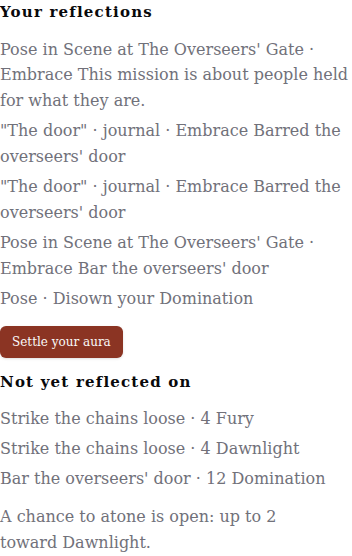 Your reflections
Pose in Scene at The Overseers' Gate ·
Embrace This mission is about people held
for what they are.
"The door" · journal · Embrace Barred the
overseers' door
"The door" · journal · Embrace Barred the
overseers' door
Pose in Scene at The Overseers' Gate ·
Embrace Bar the overseers' door
Pose · Disown your Domination
Settle your aura
Not yet reflected on
Strike the chains loose · 4 Fury
Strike the chains loose · 4 Dawnlight
Bar the overseers' door · 12 Domination
A chance to atone is open: up to 2
toward Dawnlight.